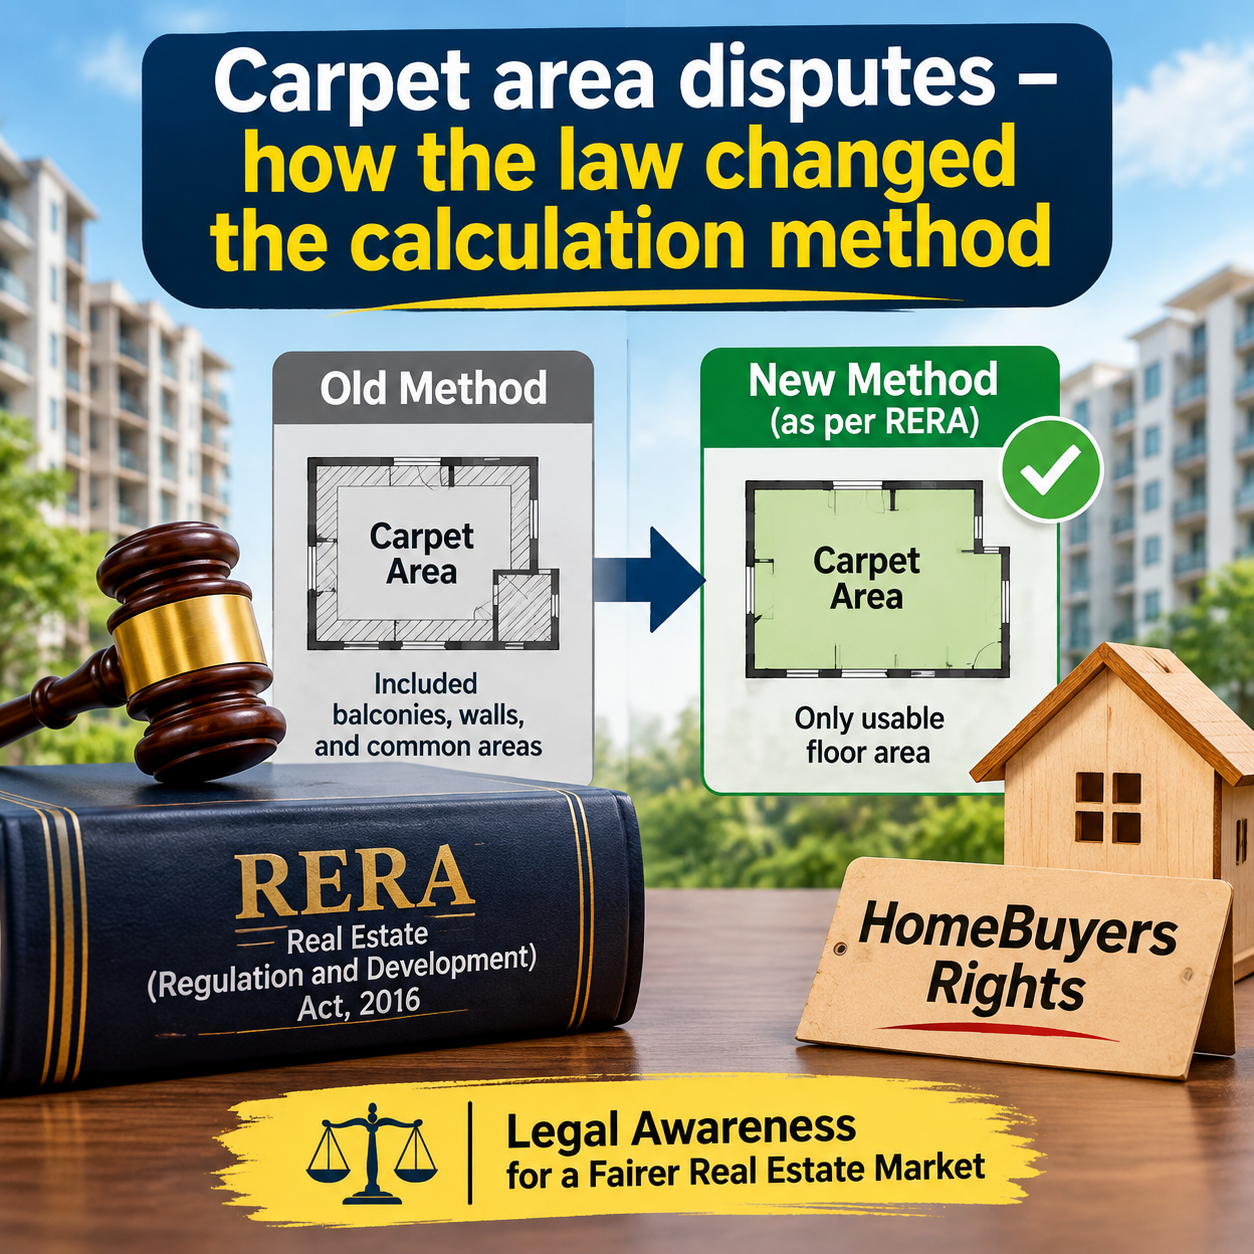 Carpet area disputes –
how the law changed
the calculation method
Old Method
Carpet
Area
Included
balconies, walls,
and common areas
New Method
(as per RERA)
Carpet
Area
Only usable
floor area
RERA
Real Estate
(Regulation and Development)
Act, 2016
HomeBuyers
Rights
Legal Awareness
for a Fairer Real Estate Market